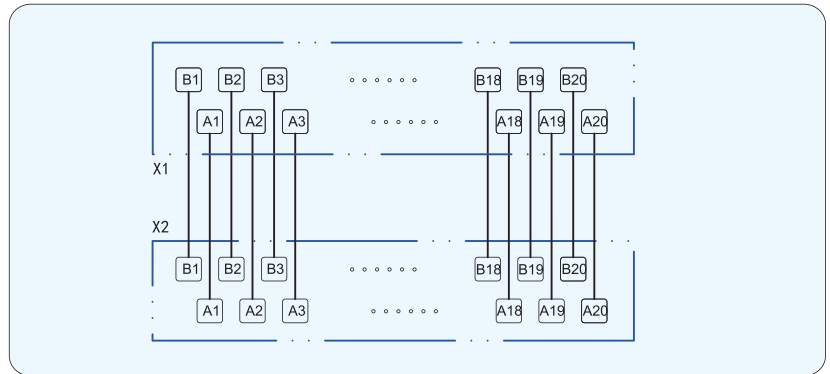 B1 B2 B3 B18 B19 B20
A1 A2 A3 A18 A19 A20
X1
X2
B1 B2 B3 B18 B19 B20
A1 A2 A3 A18 A19 A20